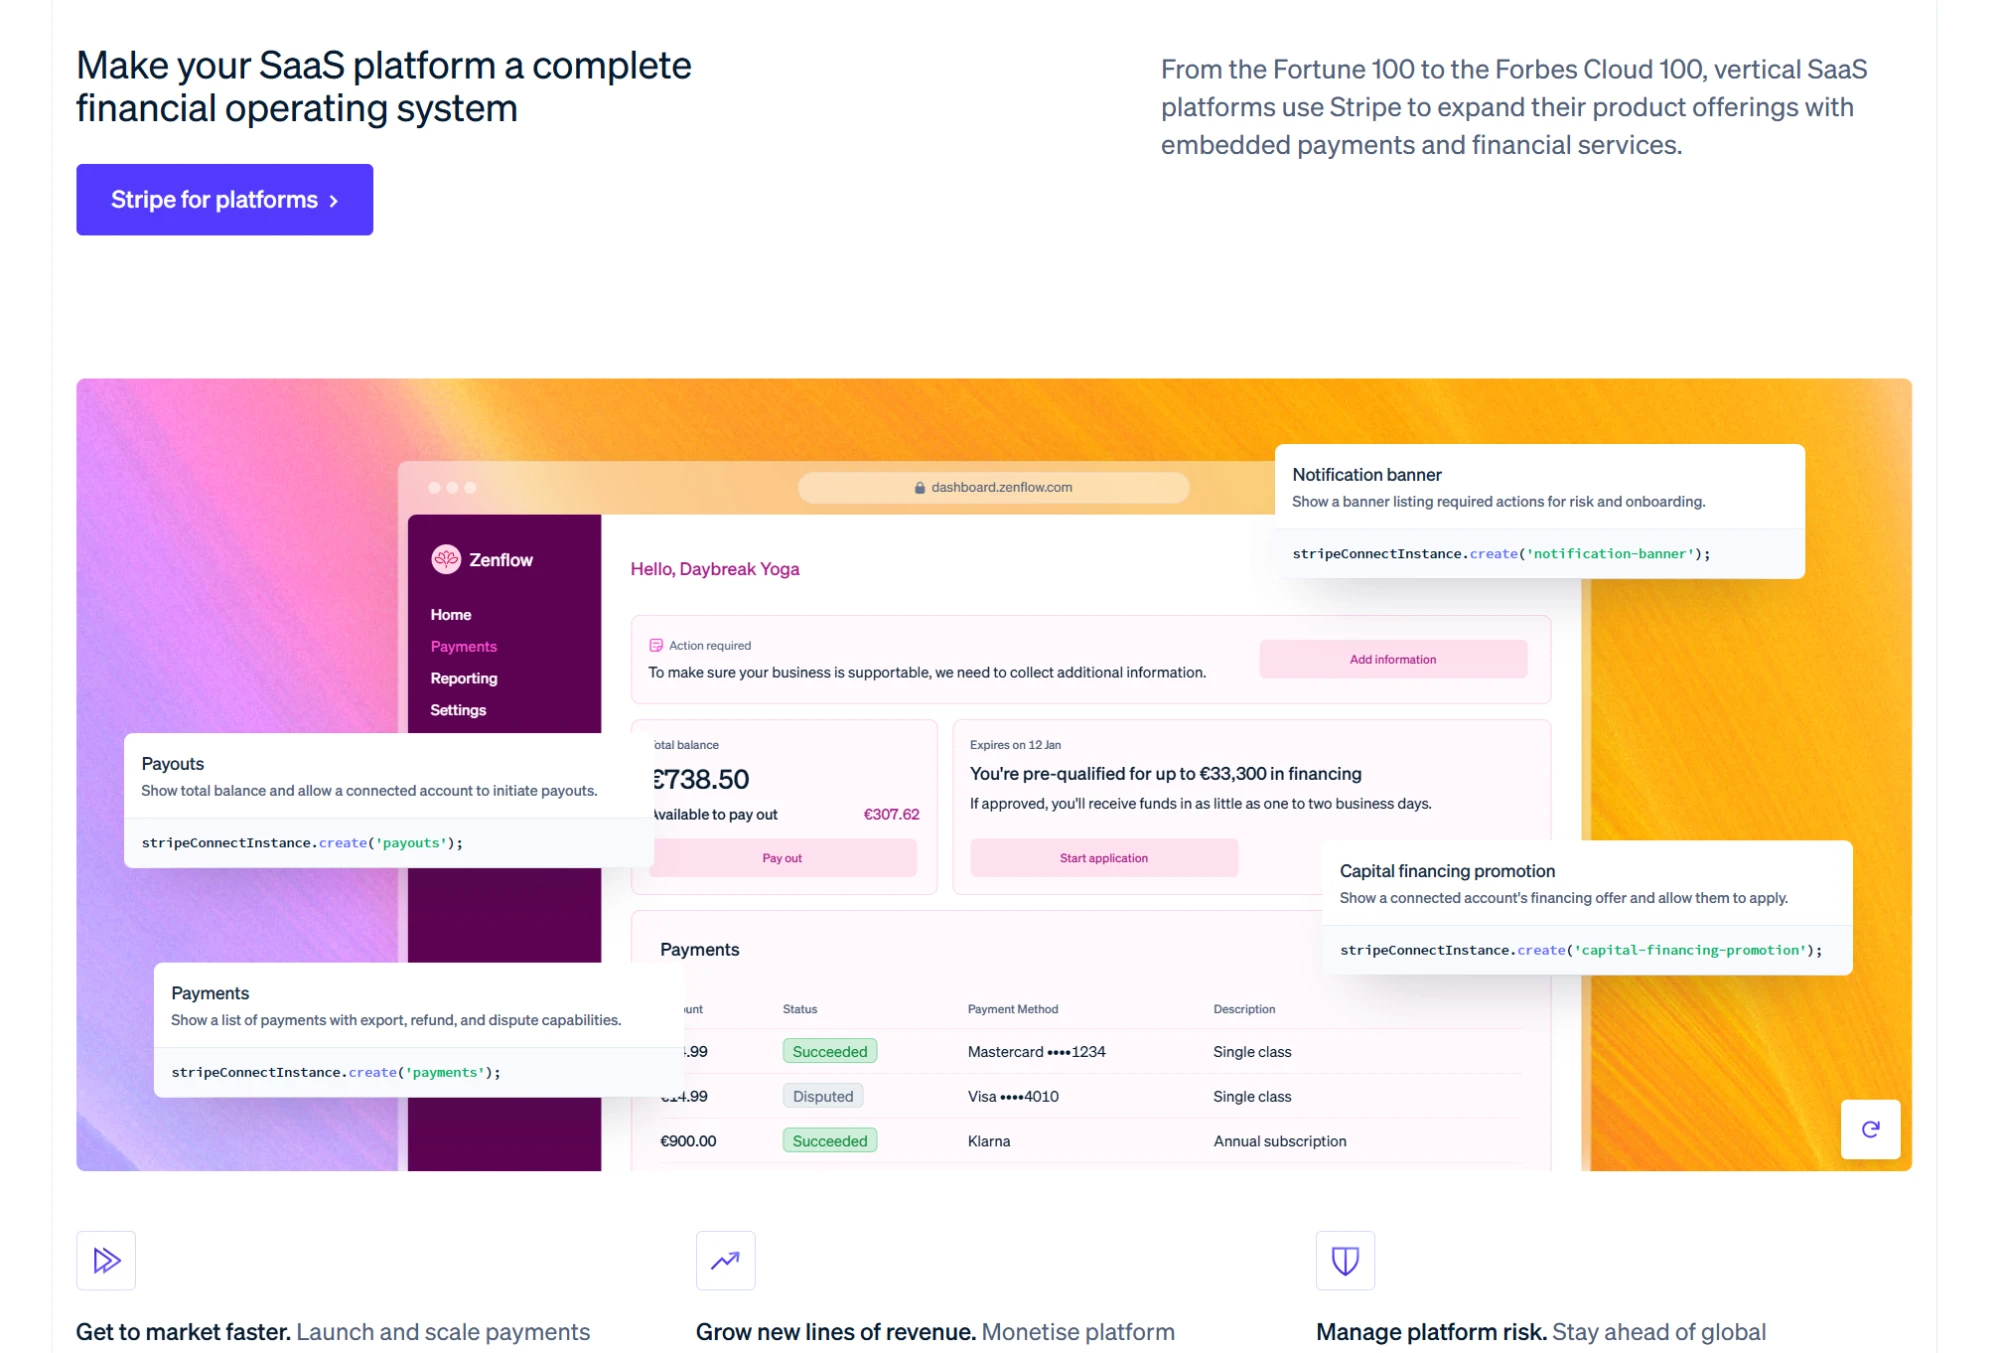 Make your SaaS platform a complete
financial operating system
Stripe for platforms
From the Fortune 100 to the Forbes Cloud 100, vertical SaaS
platforms use Stripe to expand their product offerings with
embedded payments and financial services.
dashboard.zenflow.com
Notification banner
Show a banner listing required actions for risk and onboarding.
stripeConnectInstance.create('notification-banner');
Zenflow
Home
Payments
Reporting
Settings
Hello, Daybreak Yoga
Action required
To make sure your business is supportable, we need to collect additional information.
Add information
Payouts
Show total balance and allow a connected account to initiate payouts.
stripeConnectInstance.create('payouts');
otal balance
€738.50
Available to pay out €307.62
Pay out
Expires on 12 Jan
You're pre-qualified for up to €33,300 in financing
If approved, you'll receive funds in as little as one to two business days.
Start application
Capital financing promotion
Show a connected account's financing offer and allow them to apply.
stripeConnectInstance.create('capital-financing-promotion');
Payments
Show a list of payments with export, refund, and dispute capabilities.
stripeConnectInstance.create('payments');
Payments
unt Status Payment Method Description
.99 Succeeded Mastercard ••••1234 Single class
€14.99 Disputed Visa ••••4010 Single class
€900.00 Succeeded Klarna Annual subscription
Get to market faster. Launch and scale payments
Grow new lines of revenue. Monetise platform
Manage platform risk. Stay ahead of global